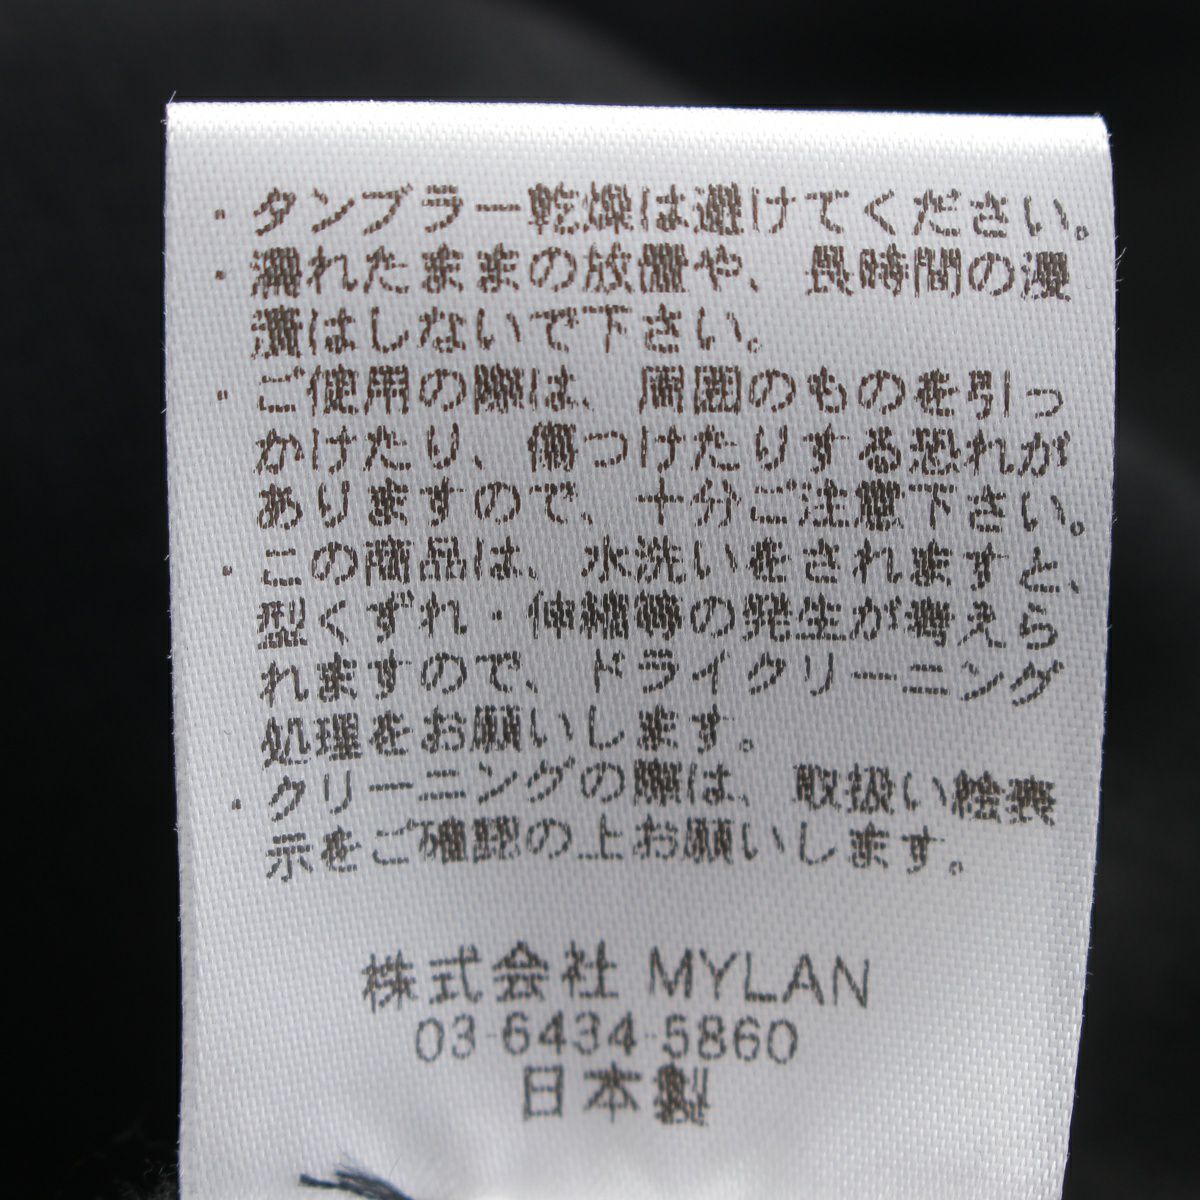 ・タンブラー乾燥は避けてください。
・濡れたままの放置や、長時間の浸
漬はしないで下さい。
・ご使用の際は、周囲のものを引っ
かけたり、傷つけたりする恐れが
ありますので、十分ご注意下さい。
・この商品は、水洗いをされますと、
型くずれ・伸縮等の発生が考えら
れますので、ドライクリーニング
処理をお願いします。
・クリーニングの際は、取扱い絵表
示をご確認の上お願いします。
株式会社 MYLAN
03-6434-5860
日本製